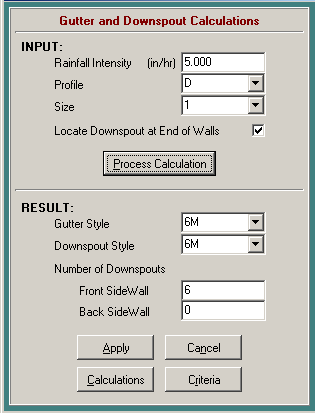 Gutter and Downspout Calculations
INPUT:
Rainfall Intensity (in/hr) 5.000
Profile D
Size 1
Locate Downspout at End of Walls
Process Calculation
RESULT:
Gutter Style 6M
Downspout Style 6M
Number of Downspouts
Front SideWall 6
Back SideWall 0
Apply Cancel
Calculations Criteria